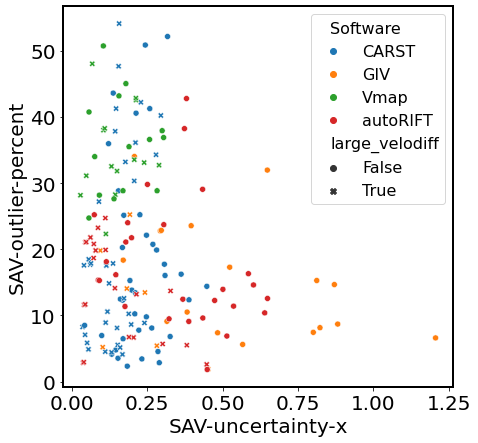 Software
CARST
GIV
Vmap
autoRIFT
large_velodiff
False
True
SAV-outlier-percent
50
40
30
20
10
0
0.00 0.25 0.50 0.75 1.00 1.25
SAV-uncertainty-x